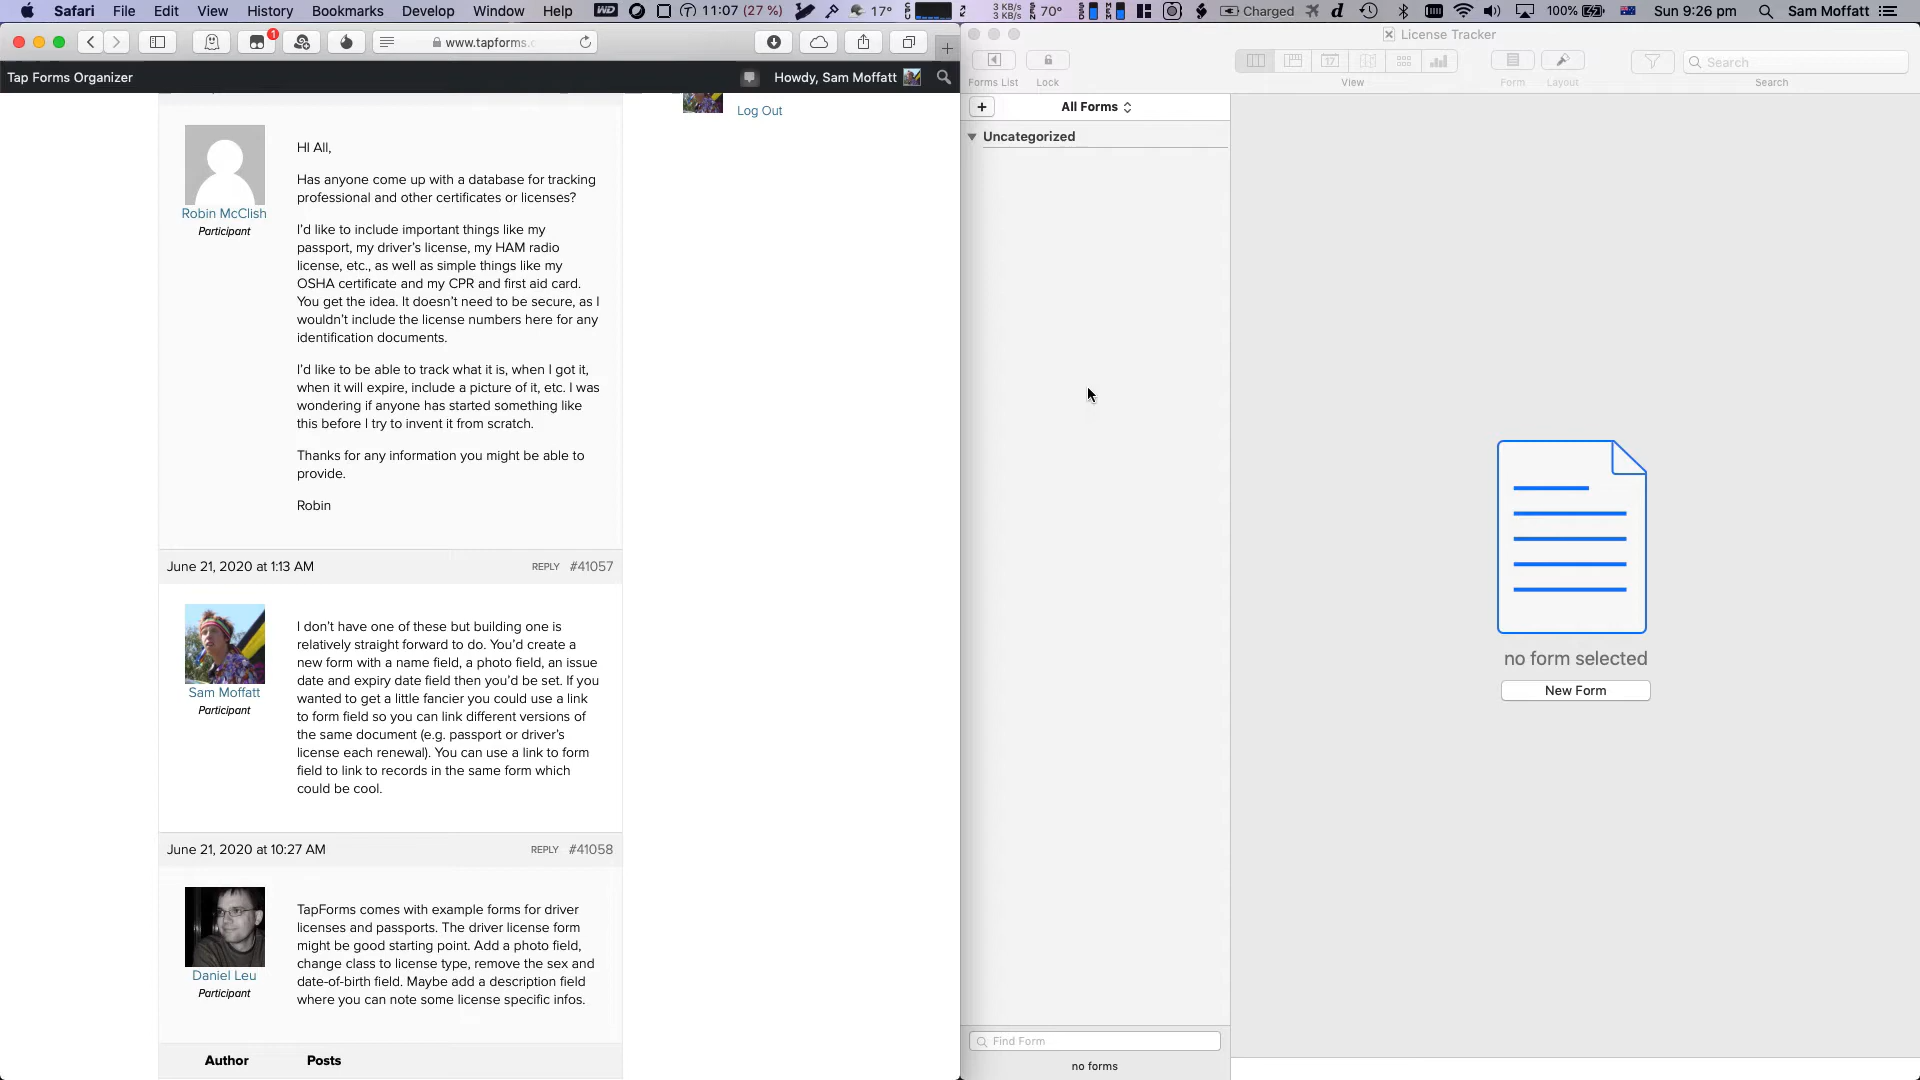 Safari File Edit View History Bookmarks Develop Window Help 11:07 (27 %) 17° 3 KB/s 3 KB/s 70° Charged 100% Sun 9:26 pm Sam Moffatt
www.tapforms.c
1
License Tracker
Forms List Lock View Form Layout Search
Search
Tap Forms Organizer Howdy, Sam Moffatt
Log Out
All Forms
Uncategorized
HI All,
Robin McClish
Participant
Has anyone come up with a database for tracking
professional and other certificates or licenses?
I'd like to include important things like my
passport, my driver's license, my HAM radio
license, etc., as well as simple things like my
OSHA certificate and my CPR and first aid card.
You get the idea. It doesn't need to be secure, as I
wouldn't include the license numbers here for any
identification documents.
I'd like to be able to track what it is, when I got it,
when it will expire, include a picture of it, etc. I was
wondering if anyone has started something like
this before I try to invent it from scratch.
Thanks for any information you might be able to
provide.
Robin
June 21, 2020 at 1:13 AM REPLY #41057
Sam Moffatt
Participant
I don't have one of these but building one is
relatively straight forward to do. You'd create a
new form with a name field, a photo field, an issue
date and expiry date field then you'd be set. If you
wanted to get a little fancier you could use a link
to form field so you can link different versions of
the same document (e.g. passport or driver's
license each renewal). You can use a link to form
field to link to records in the same form which
could be cool.
June 21, 2020 at 10:27 AM REPLY #41058
Daniel Leu
Participant
TapForms comes with example forms for driver
licenses and passports. The driver license form
might be good starting point. Add a photo field,
change class to license type, remove the sex and
date-of-birth field. Maybe add a description field
where you can note some license specific infos.
Author Posts
no form selected
New Form
Find Form
no forms